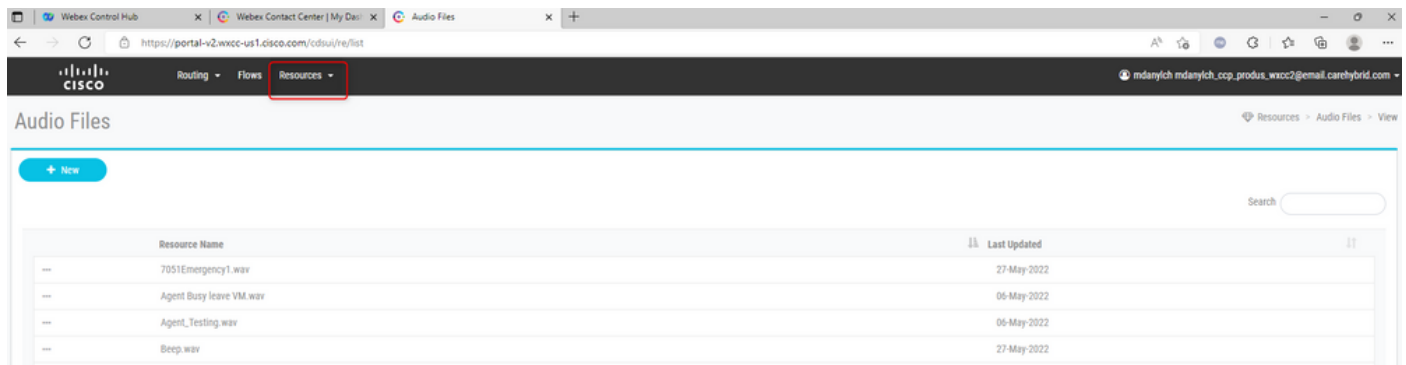 Webex Control Hub
Webex Contact Center | My Das
Audio Files
https://portal-v2.wxcc-us1.cisco.com/cdsui/re/list
CISCO
Routing
Flows
Resources
mdanylch mdanylch_ccp_produs_wxcc2@email.carehybrid.com
Audio Files
Resources > Audio Files > View
+ New
Search
Resource Name
Last Updated
7051Emergency1.wav
27-May-2022
Agent Busy leave VM.wav
06-May-2022
Agent_Testing.wav
06-May-2022
Beep.wav
27-May-2022